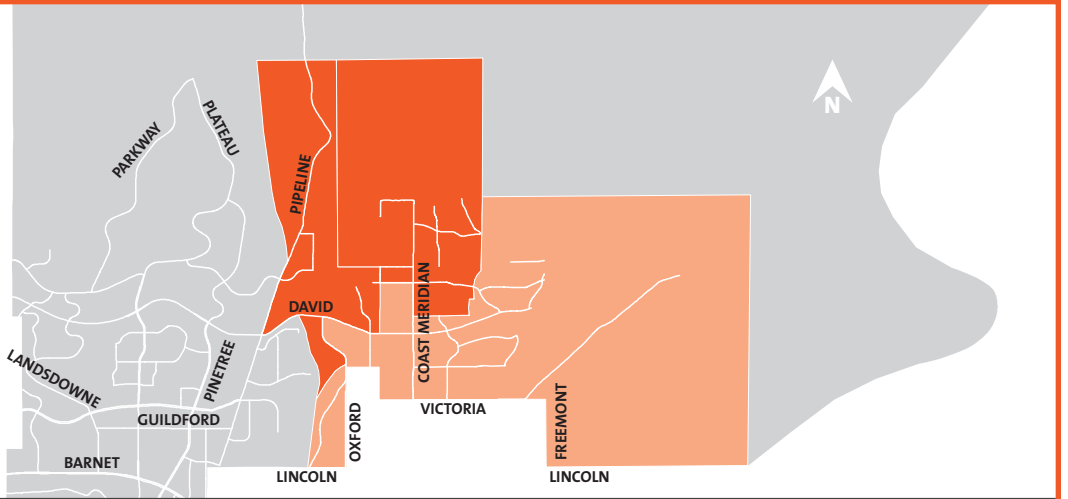 N
PARKWAY
PLATEAU
PIPELINE
DAVID
COAST MERIDIAN
LANDSDOWNE
PINETREE
GUILDFORD
OXFORD
VICTORIA
FREEMONT
BARNET
LINCOLN
LINCOLN